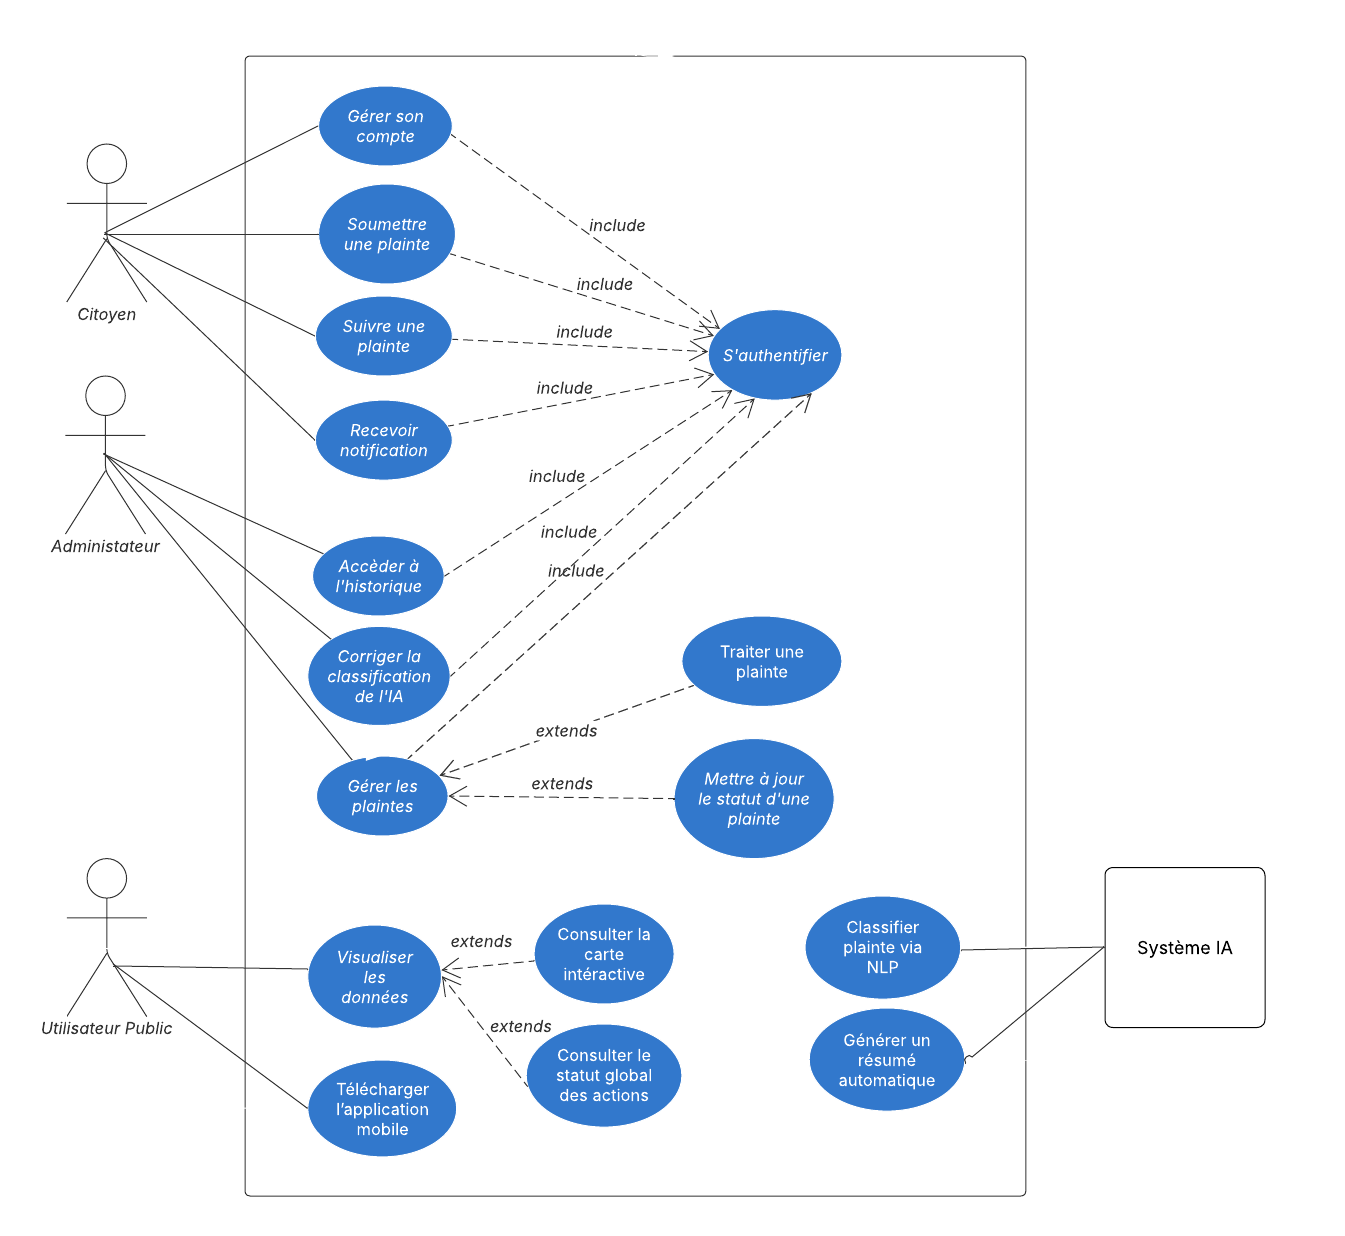 Gérer son
compte
include
Soumettre
une plainte
include
Citoyen
Suivre une
plainte
include
S'authentifier
include
Recevoir
notification
include
Administateur
include
Accèder à
l'historique
include
Corriger la
classification
de l'IA
Traiter une
plainte
extends
Gérer les
plaintes
extends
Mettre à jour
le statut d'une
plainte
Utilisateur Public
Visualiser
les
données
extends
Consulter la
carte
intéractive
extends
Consulter le
statut global
des actions
Télécharger
l’application
mobile
Classifier
plainte via
NLP
Générer un
résumé
automatique
Système IA